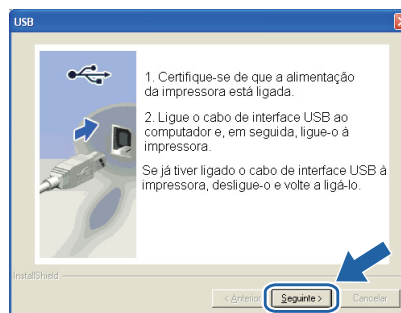 USB
1. Certifique-se de que a alimentação
da impressora está ligada.
2. Ligue o cabo de interface USB ao
computador e, em seguida, ligue-o à
impressora.
Se já tiver ligado o cabo de interface USB à
impressora, desligue-o e volte a ligá-lo.
InstallShield
< Anterior Seguinte > Cancelar